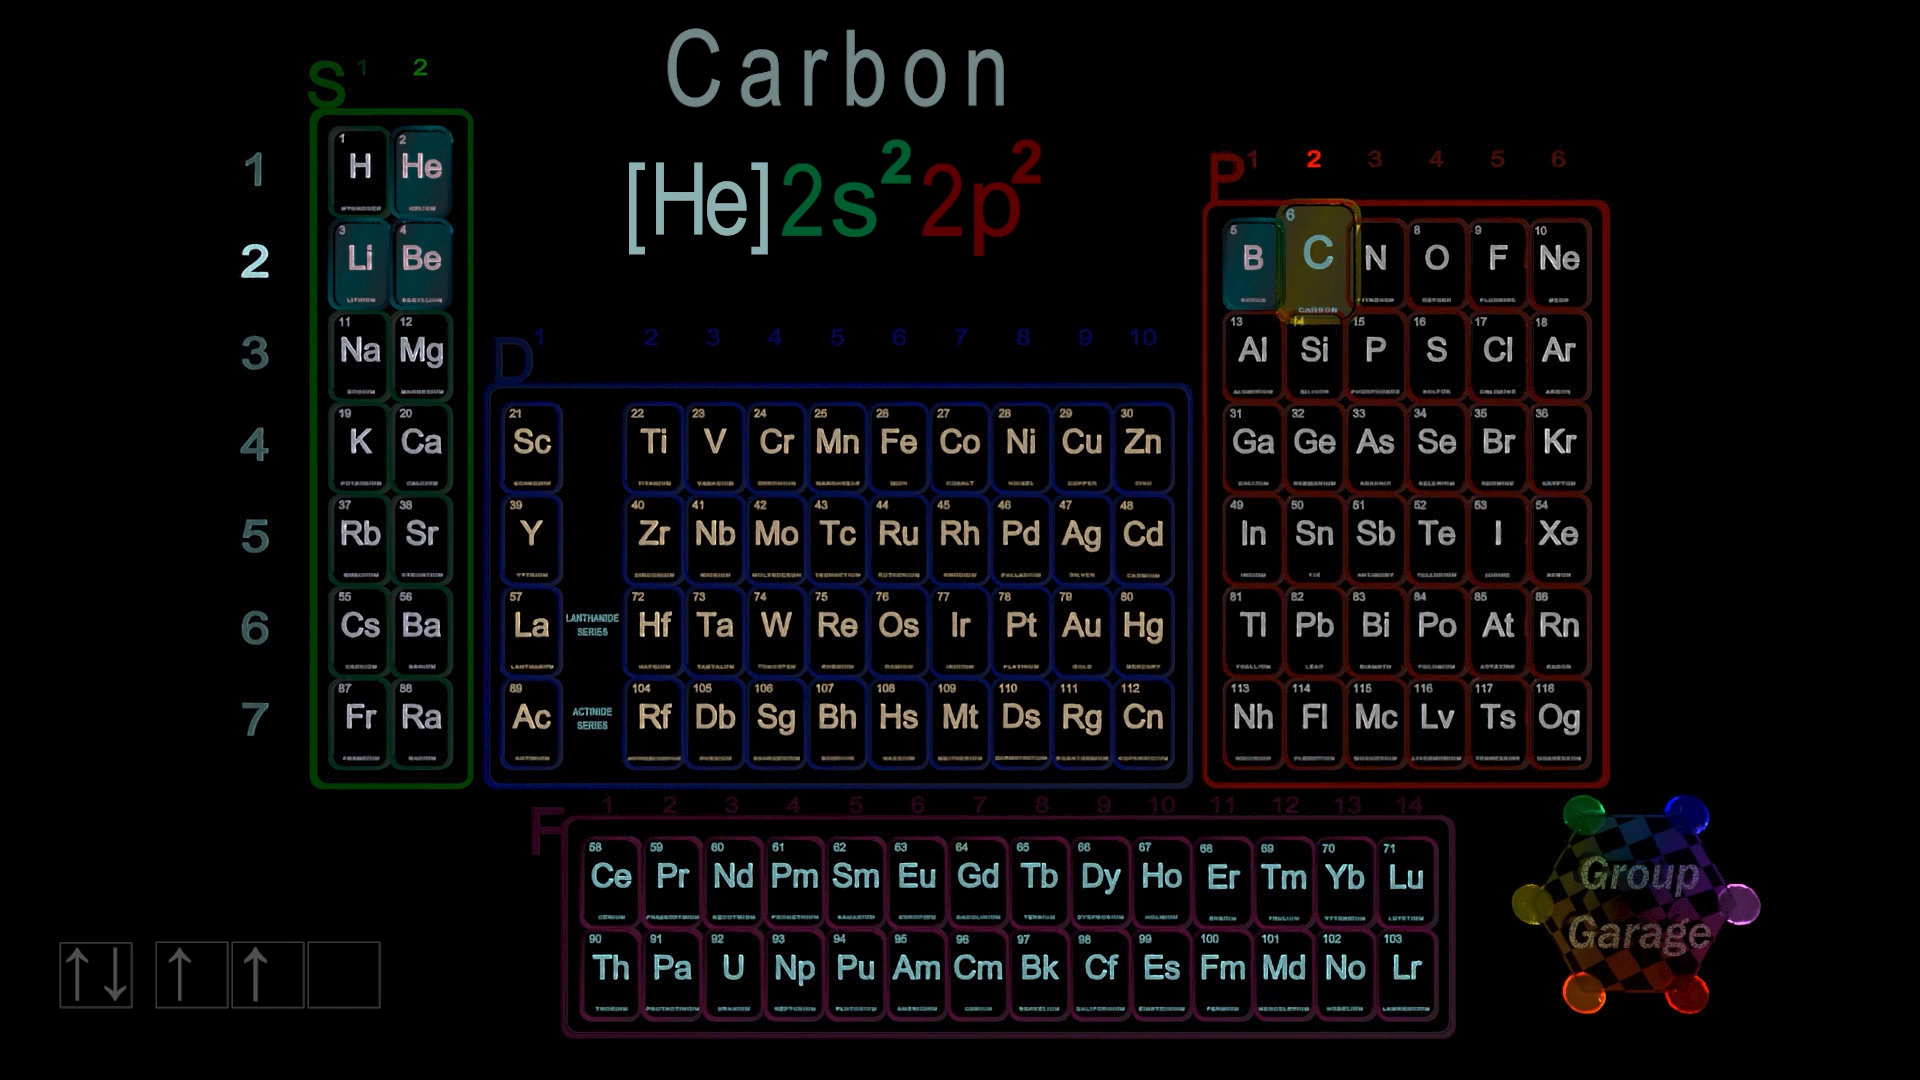 Carbon
[He]2s²2p²
S 1 2
P 1 2 3 4 5 6
D 1 2 3 4 5 6 7 8 9 10
F 1 2 3 4 5 6 7 8 9 10 11 12 13 14
1 1 H 2 He
2 3 Li 4 Be 5 B 6 C CARBON N 8 O 9 F 10 Ne
3 11 Na 12 Mg 13 Al 14 Si 15 P 16 S 17 Cl 18 Ar
4 19 K 20 Ca 21 Sc 22 Ti 23 V 24 Cr 25 Mn 26 Fe 27 Co 28 Ni 29 Cu 30 Zn 31 Ga 32 Ge 33 As 34 Se 35 Br 36 Kr
5 37 Rb 38 Sr 39 Y 40 Zr 41 Nb 42 Mo 43 Tc 44 Ru 45 Rh 46 Pd 47 Ag 48 Cd 49 In 50 Sn 51 Sb 52 Te 53 I 54 Xe
6 55 Cs 56 Ba 57 La LANTHANIDE SERIES 72 Hf 73 Ta 74 W 75 Re 76 Os 77 Ir 78 Pt 79 Au 80 Hg 81 Tl 82 Pb 83 Bi 84 Po 85 At 86 Rn
7 87 Fr 88 Ra 89 Ac ACTINIDE SERIES 104 Rf 105 Db 106 Sg 107 Bh 108 Hs 109 Mt 110 Ds 111 Rg 112 Cn 113 Nh 114 Fl 115 Mc 116 Lv 117 Ts 118 Og
58 Ce 59 Pr 60 Nd 61 Pm 62 Sm 63 Eu 64 Gd 65 Tb 66 Dy 67 Ho 68 Er 69 Tm 70 Yb 71 Lu
90 Th 91 Pa 92 U 93 Np 94 Pu 95 Am 96 Cm 97 Bk 98 Cf 99 Es 100 Fm 101 Md 102 No 103 Lr
↑↓ ↑ ↑
Group
Garage